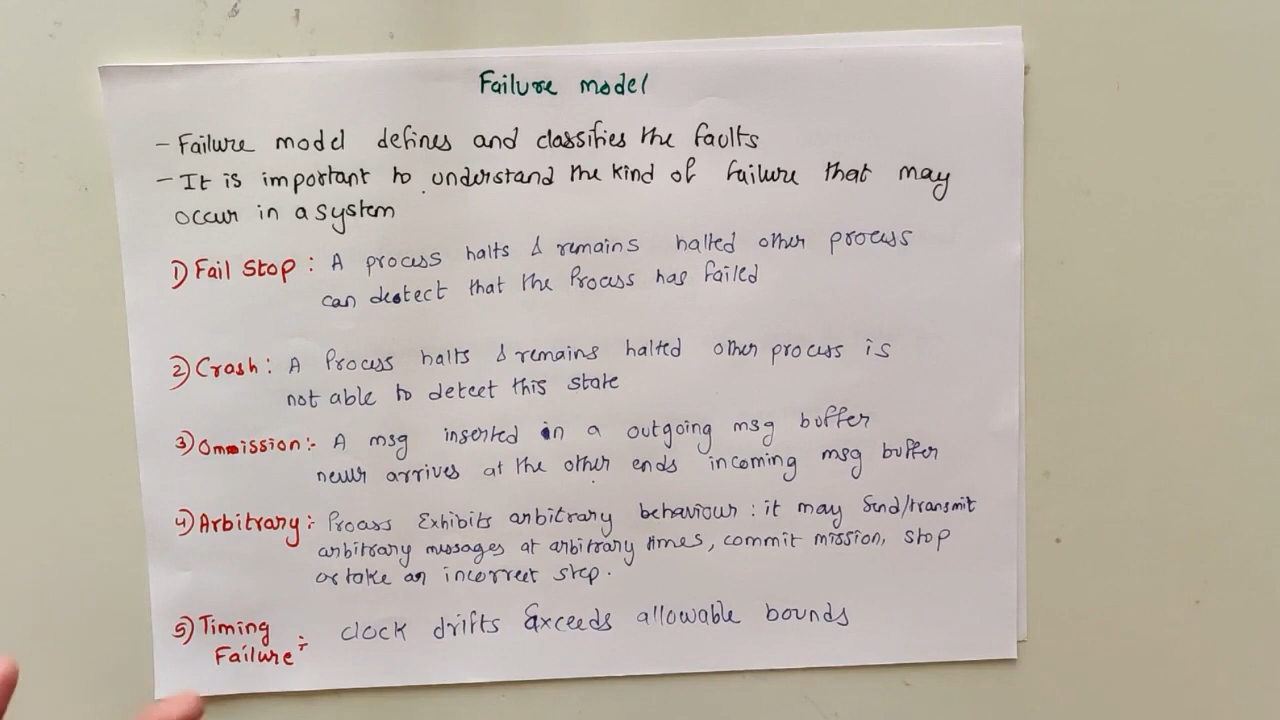 Failure model
- Failure model defines and classifies the faults
- It is important to understand the kind of failure that may
occur in a system
1) Fail Stop : A process halts & remains halted other process
can detect that the Process has failed
2) Crash : A Process halts & remains halted other process is
not able to detect this state
3) Ommission :- A msg inserted in a outgoing msg buffer
never arrives at the other ends incoming msg buffer
4) Arbitrary :- Process Exhibits arbitrary behaviour : it may send/transmit
arbitrary messages at arbitrary times, commit mission, stop
or take an incorrect step.
5) Timing clock drifts Exceeds allowable bounds
Failure :-